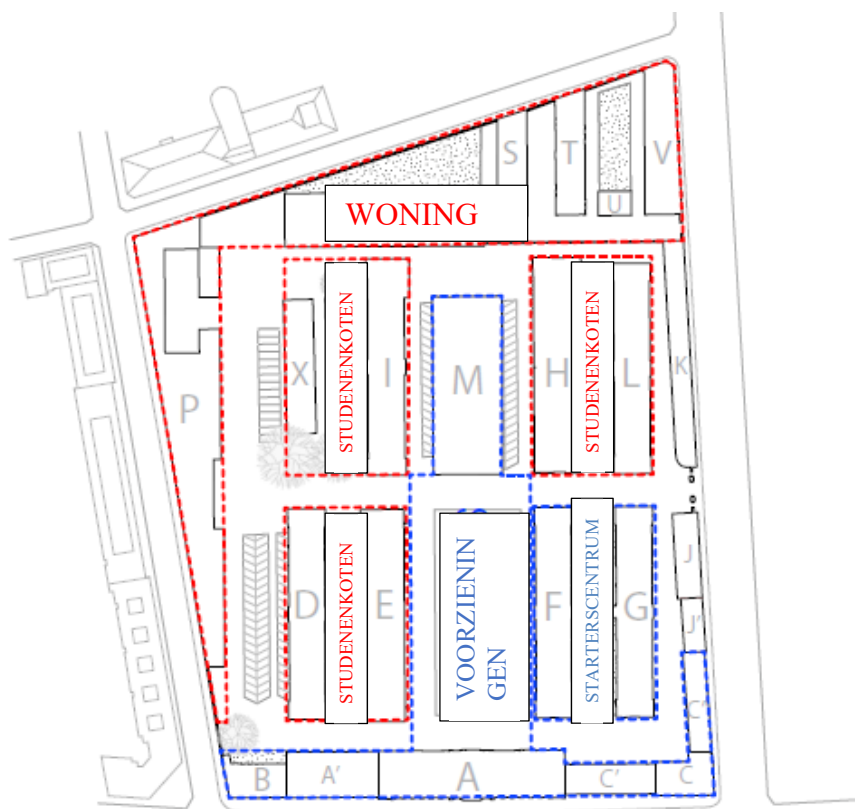 S
T
V
U
WONING
X
STUDENENKOTEN
I
M
H
STUDENENKOTEN
L
K
P
D
STUDENENKOTEN
E
VOORZIENIN
GEN
F
STARTERSCENTRUM
G
J
J'
C'
B
A'
A
C'
C